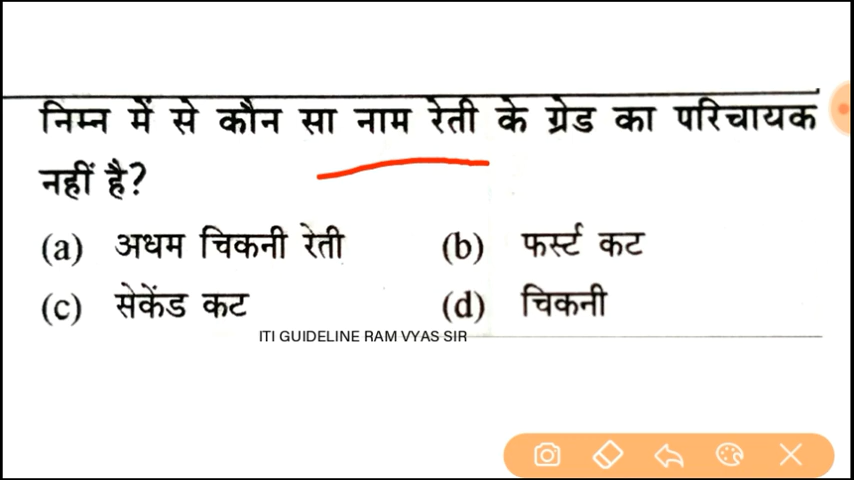 निम्न में से कौन सा नाम रेती के ग्रेड का परिचायक
नहीं है?
(a) अधम चिकनी रेती (b) फर्स्ट कट
(c) सेकेंड कट (d) चिकनी
ITI GUIDELINE RAM VYAS SIR